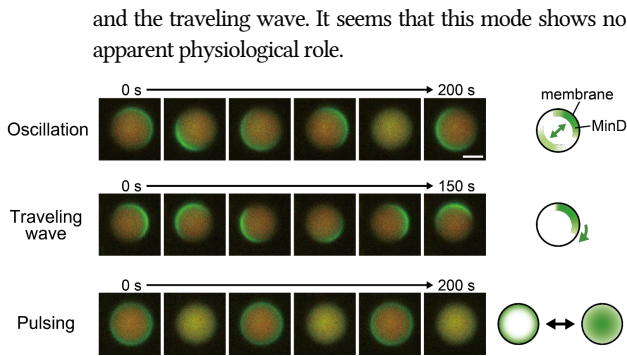 and the traveling wave. It seems that this mode shows no
apparent physiological role.
0 s 200 s
membrane
Oscillation
MinD
0 s 150 s
Traveling
wave
0 s 200 s
Pulsing